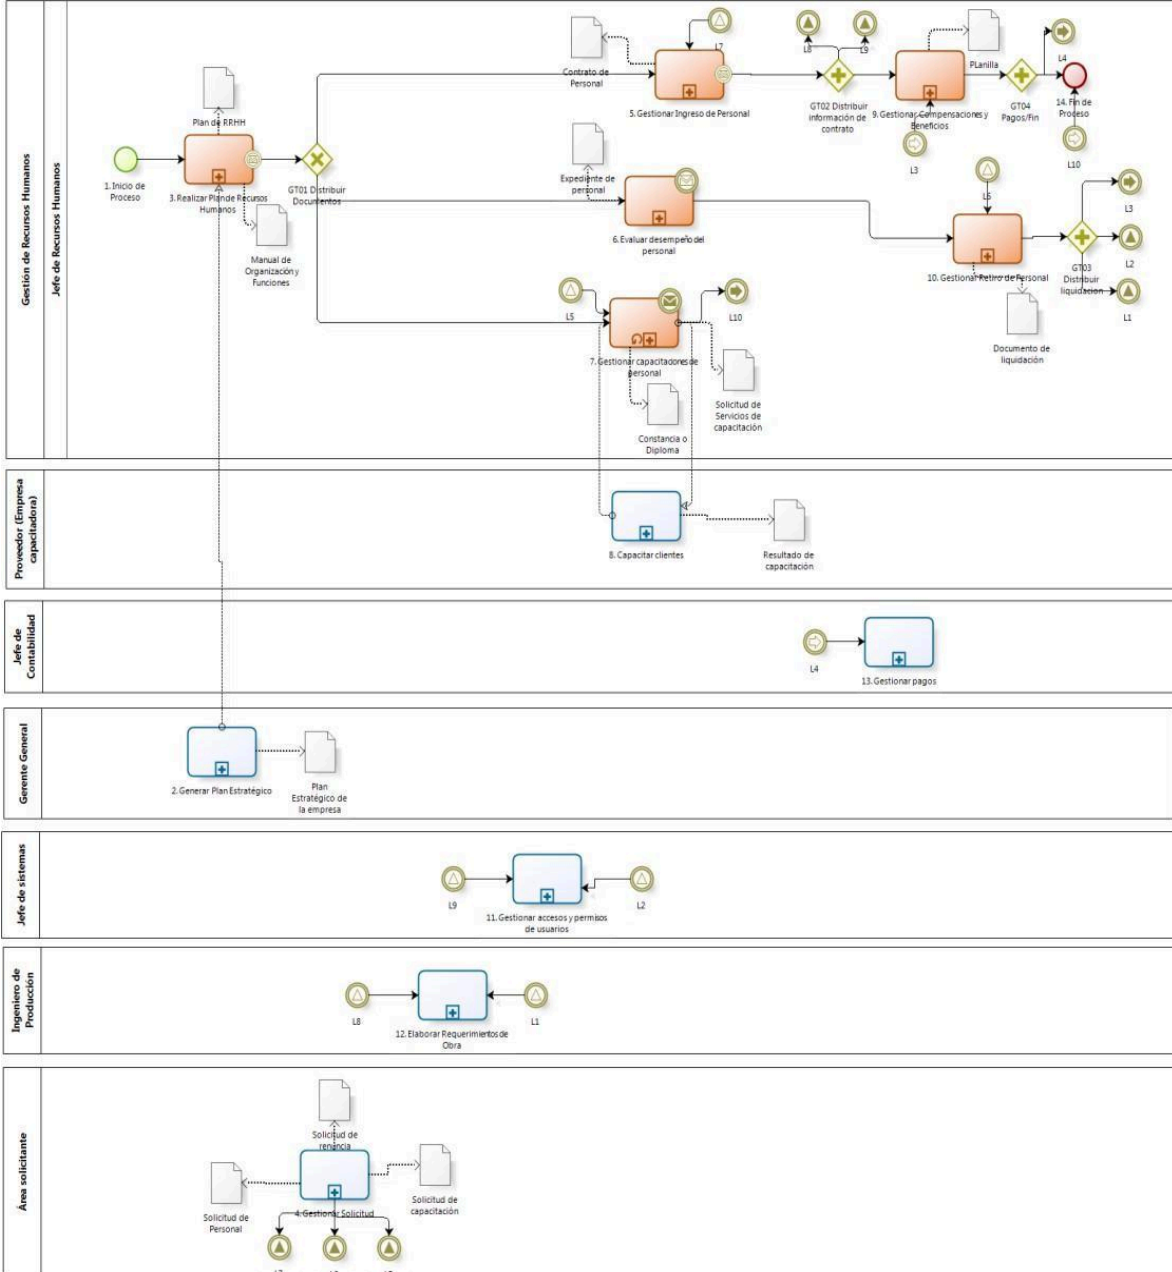 Gestión de Recursos Humanos
Jefe de Recursos Humanos
1. Inicio de
Proceso
Plan de RRHH
3. Realizar Plan de Recursos
Humanos
Manual de
Organización y
Funciones
GT01 Distribuir
Documentos
Contrato de
Personal
L7
5. Gestionar Ingreso de Personal
L8
L9
GT02 Distribuir
información de
contrato
Planilla
9. Gestionar Compensaciones y
Beneficios
L3
GT04
Pagos/Fin
L4
14. Fin de
Proceso
L10
Expediente de
personal
6. Evaluar desempeño del
personal
L6
10. Gestionar Retiro de Personal
GT03
Distribuir
liquidacion
L3
L2
L1
Documento de
liquidación
L5
7. Gestionar capacitaciones de
personal
L10
Solicitud de
Servicios de
capacitación
Constancia o
Diploma
Proveedor (Empresa
capacitadora)
8. Capacitar clientes
Resultado de
capacitación
Jefe de
Contabilidad
L4
13. Gestionar pagos
Gerente General
2. Generar Plan Estratégico
Plan
Estratégico de
la empresa
Jefe de sistemas
L9
11. Gestionar accesos y permisos
de usuarios
L2
Ingeniero de
Producción
L8
12. Elaborar Requerimientos de
Obra
L1
Área solicitante
Solicitud de
renuncia
Solicitud de
Personal
4. Gestionar Solicitud
Solicitud de
capacitación